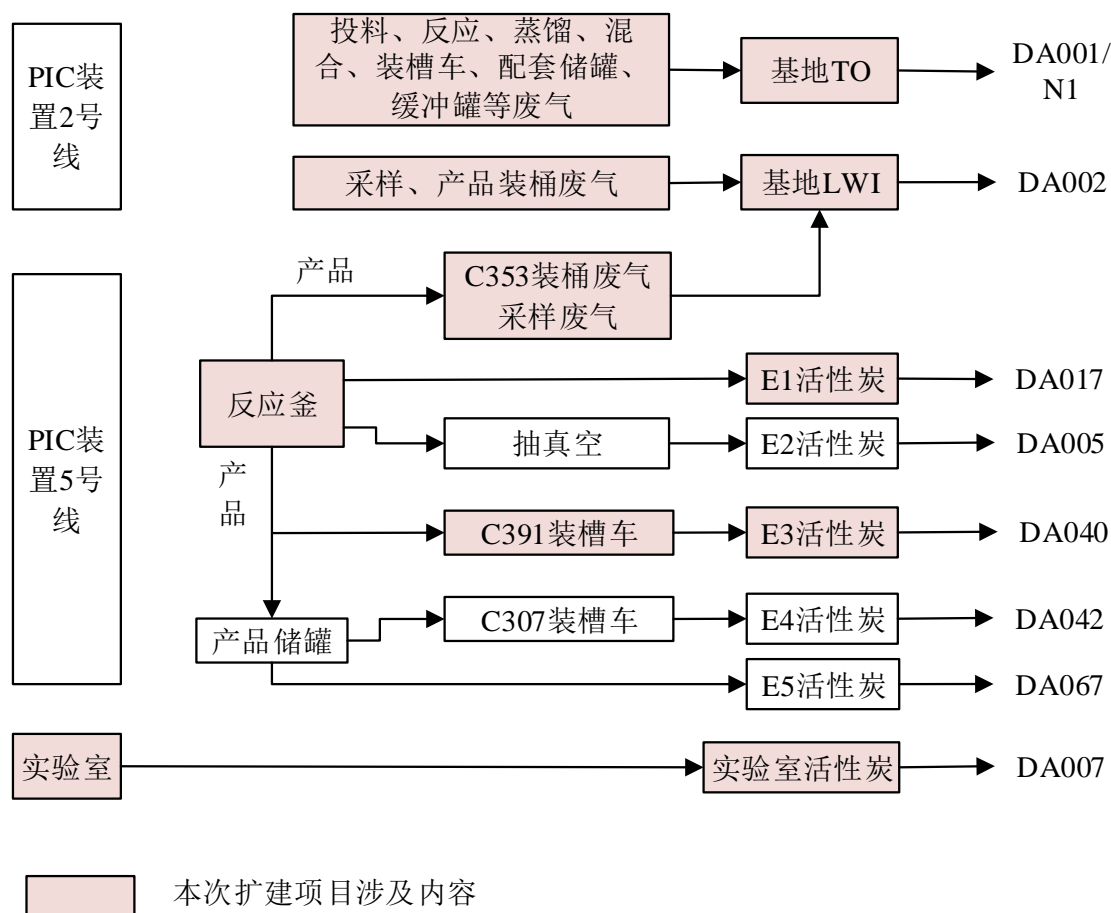 PIC装
置2号
线
投料、反应、蒸馏、混
合、装槽车、配套储罐、
缓冲罐等废气
基地TO
DA001/
N1
采样、产品装桶废气
基地LWI
DA002
PIC装
置5号
线
产品
C353装桶废气
采样废气
反应釜
E1活性炭
DA017
抽真空
E2活性炭
DA005
产
品
C391装槽车
E3活性炭
DA040
产品储罐
C307装槽车
E4活性炭
DA042
E5活性炭
DA067
实验室
实验室活性炭
DA007
本次扩建项目涉及内容